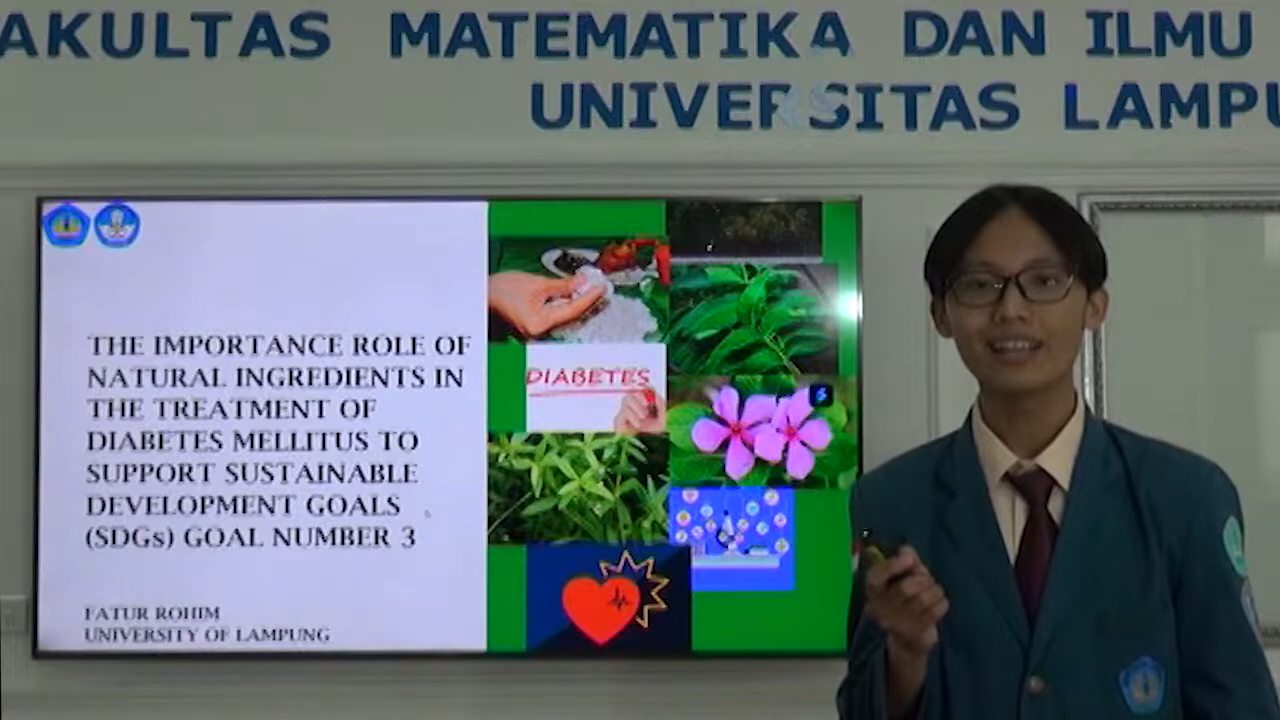 AKULTAS MATEMATIKA DAN ILMU
UNIVERSITAS LAMPU
THE IMPORTANCE ROLE OF
NATURAL INGREDIENTS IN
THE TREATMENT OF
DIABETES MELLITUS TO
SUPPORT SUSTAINABLE
DEVELOPMENT GOALS
(SDGs) GOAL NUMBER 3
FATUR ROHIM
UNIVERSITY OF LAMPUNG
DIABETES